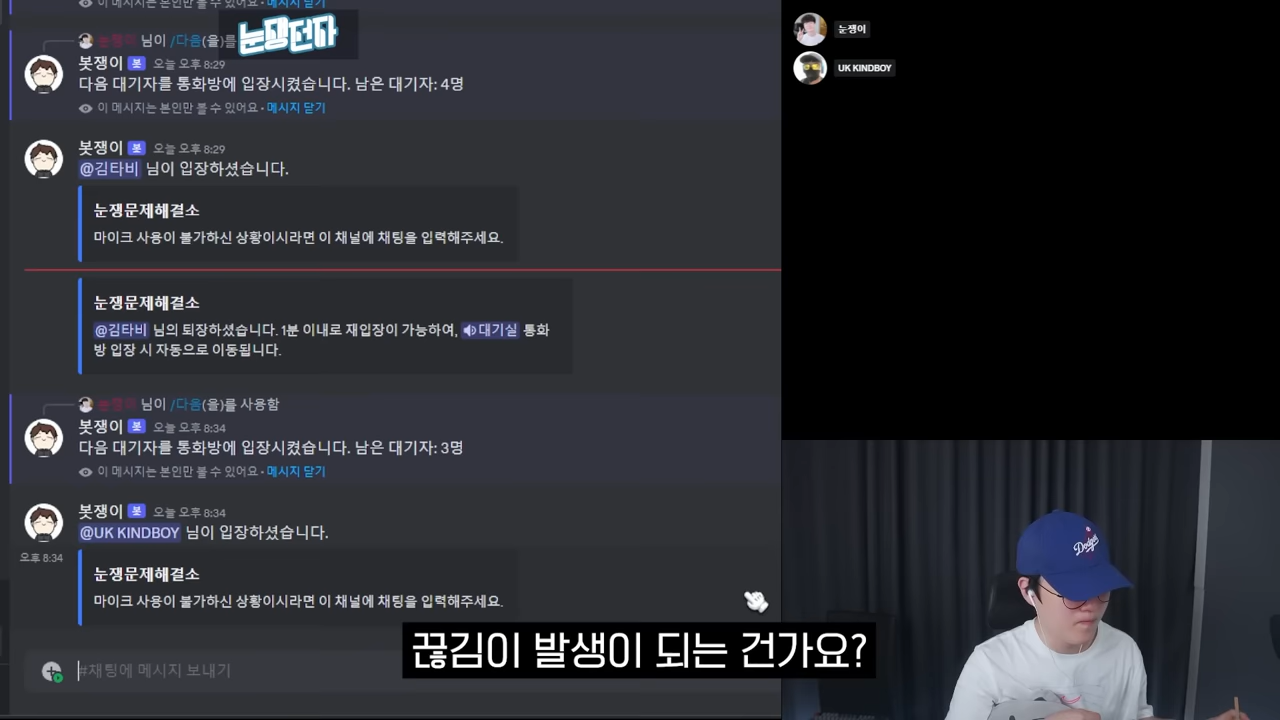 이 메시지는 본인만 볼 수 있어요 • 메시지 닫기
눈쟁전자
눈쟁이 님이 /다음(을)를
봇쟁이 봇 오늘 오후 8:29
다음 대기자를 통화방에 입장시켰습니다. 남은 대기자: 4명
이 메시지는 본인만 볼 수 있어요 • 메시지 닫기
봇쟁이 봇 오늘 오후 8:29
@김타비 님이 입장하셨습니다.
눈쟁문제해결소
마이크 사용이 불가하신 상황이시라면 이 채널에 채팅을 입력해주세요.
눈쟁문제해결소
@김타비 님의 퇴장하셨습니다. 1분 이내로 재입장이 가능하여, 대기실 통화
방 입장 시 자동으로 이동됩니다.
눈쟁이 님이 /다음(을)를 사용함
봇쟁이 봇 오늘 오후 8:34
다음 대기자를 통화방에 입장시켰습니다. 남은 대기자: 3명
이 메시지는 본인만 볼 수 있어요 • 메시지 닫기
봇쟁이 봇 오늘 오후 8:34
@UK KINDBOY 님이 입장하셨습니다.
오후 8:34
눈쟁문제해결소
마이크 사용이 불가하신 상황이시라면 이 채널에 채팅을 입력해주세요.
#채팅에 메시지 보내기
눈쟁이
UK KINDBOY
Dodgers
끊김이 발생이 되는 건가요?